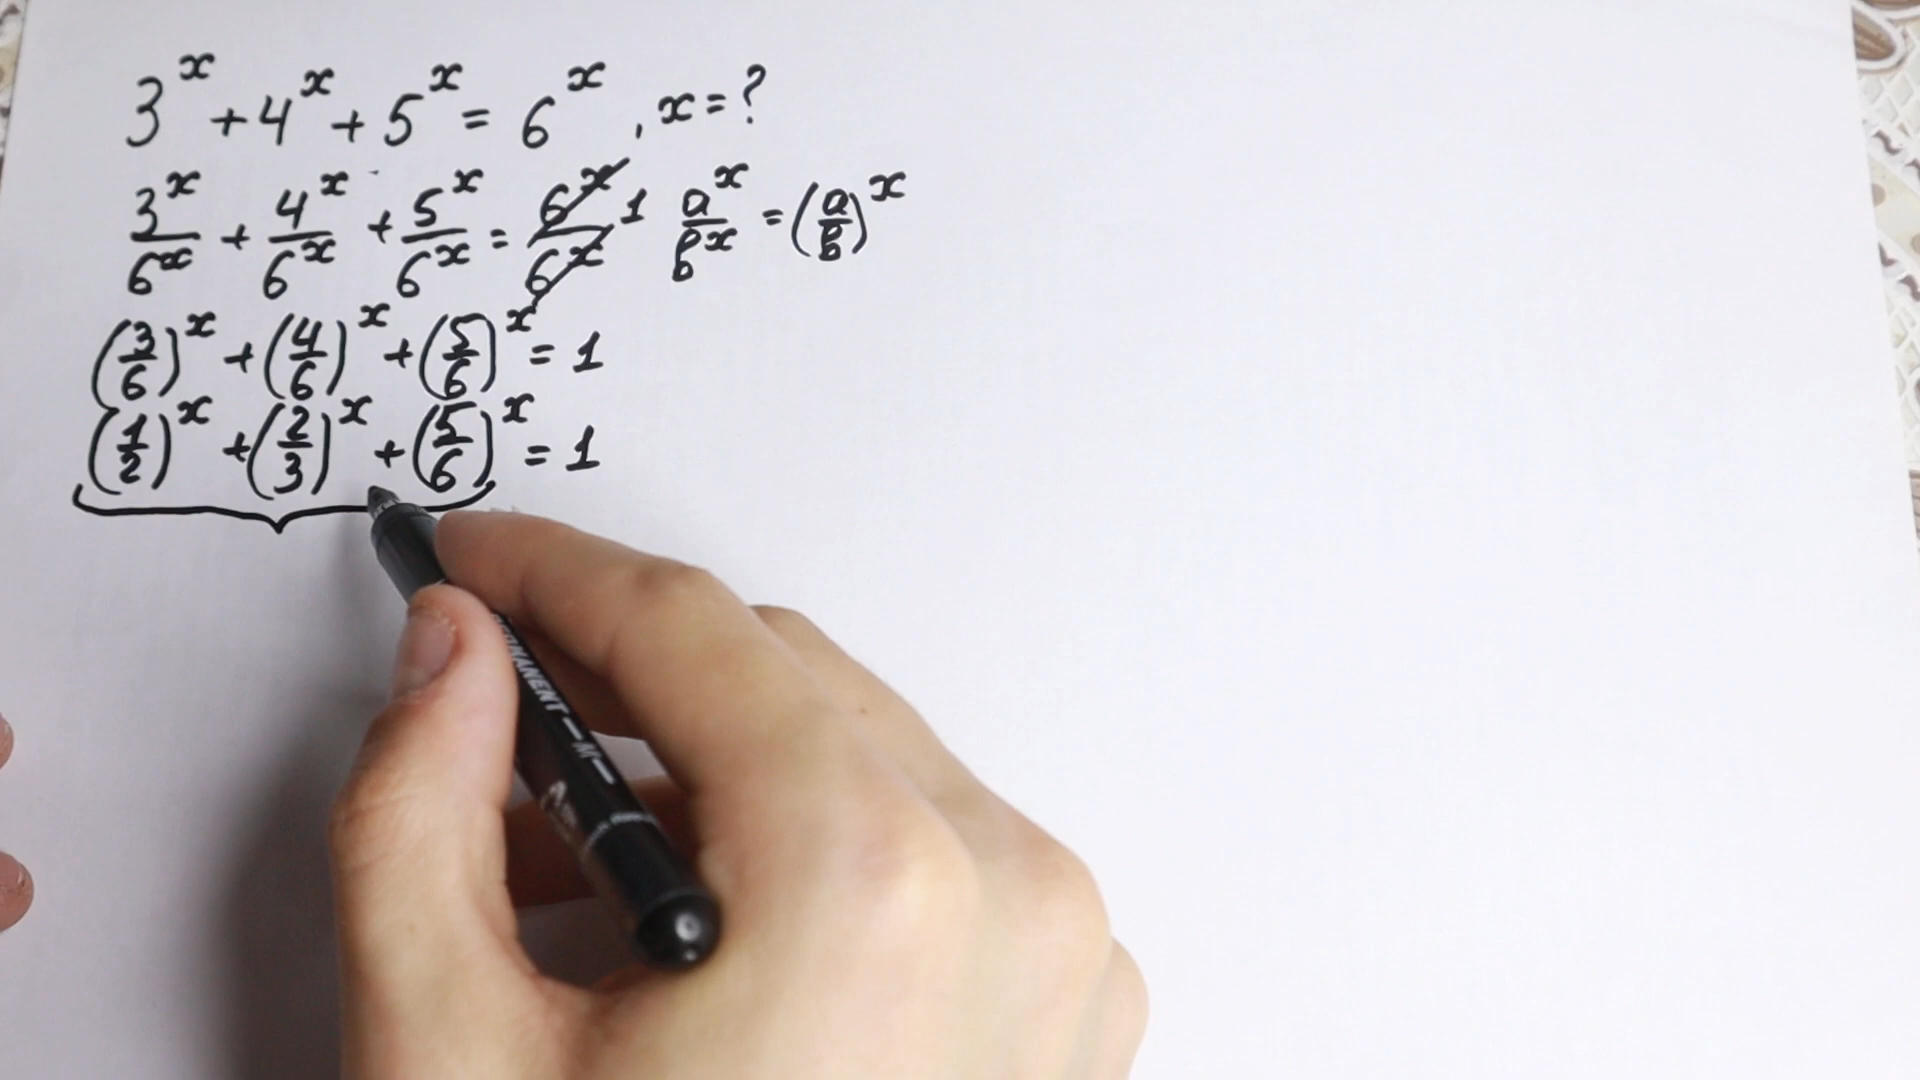 3^x + 4^x + 5^x = 6^x , x = ?
3^x/6^x + 4^x/6^x + 5^x/6^x = 6^x/6^x 1 a^x/b^x = (a/b)^x
(3/6)^x + (4/6)^x + (5/6)^x = 1
(1/2)^x + (2/3)^x + (5/6)^x = 1
PERMANENT — M —